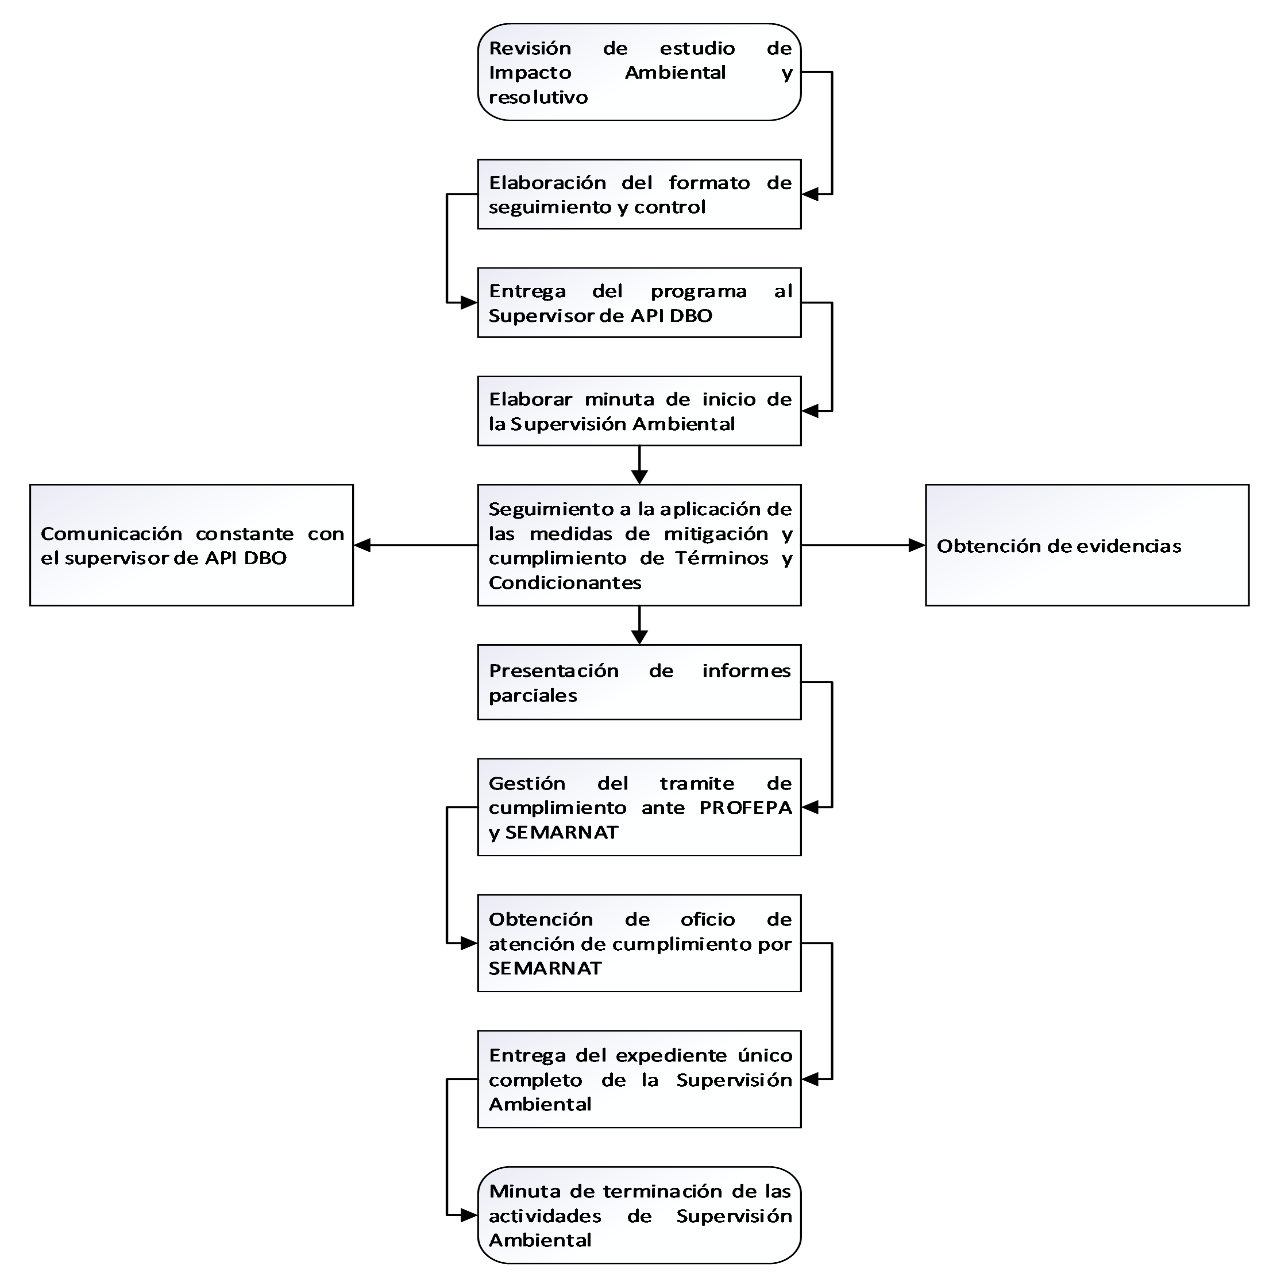 Revisión de estudio de
Impacto Ambiental y
resolutivo
Elaboración del formato de
seguimiento y control
Entrega del programa al
Supervisor de API DBO
Elaborar minuta de inicio de
la Supervisión Ambiental
Comunicación constante con
el supervisor de API DBO
Seguimiento a la aplicación de
las medidas de mitigación y
cumplimiento de Términos y
Condicionantes
Obtención de evidencias
Presentación de informes
parciales
Gestión del tramite de
cumplimiento ante PROFEPA
y SEMARNAT
Obtención de oficio de
atención de cumplimiento por
SEMARNAT
Entrega del expediente único
completo de la Supervisión
Ambiental
Minuta de terminación de las
actividades de Supervisión
Ambiental